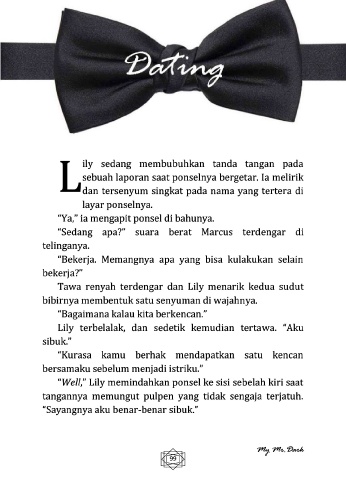 Dating
Lily sedang membubuhkan tanda tangan pada
sebuah laporan saat ponselnya bergetar. Ia melirik
dan tersenyum singkat pada nama yang tertera di
layar ponselnya.
“Ya,” ia mengapit ponsel di bahunya.
“Sedang apa?” suara berat Marcus terdengar di
telinganya.
“Bekerja. Memangnya apa yang bisa kulakukan selain
bekerja?”
Tawa renyah terdengar dan Lily menarik kedua sudut
bibirnya membentuk satu senyuman di wajahnya.
“Bagaimana kalau kita berkencan.”
Lily terbelalak, dan sedetik kemudian tertawa. “Aku
sibuk.”
“Kurasa kamu berhak mendapatkan satu kencan
bersamaku sebelum menjadi istriku.”
“Well,” Lily memindahkan ponsel ke sisi sebelah kiri saat
tangannya memungut pulpen yang tidak sengaja terjatuh.
“Sayangnya aku benar-benar sibuk.”
My Mr. Dark